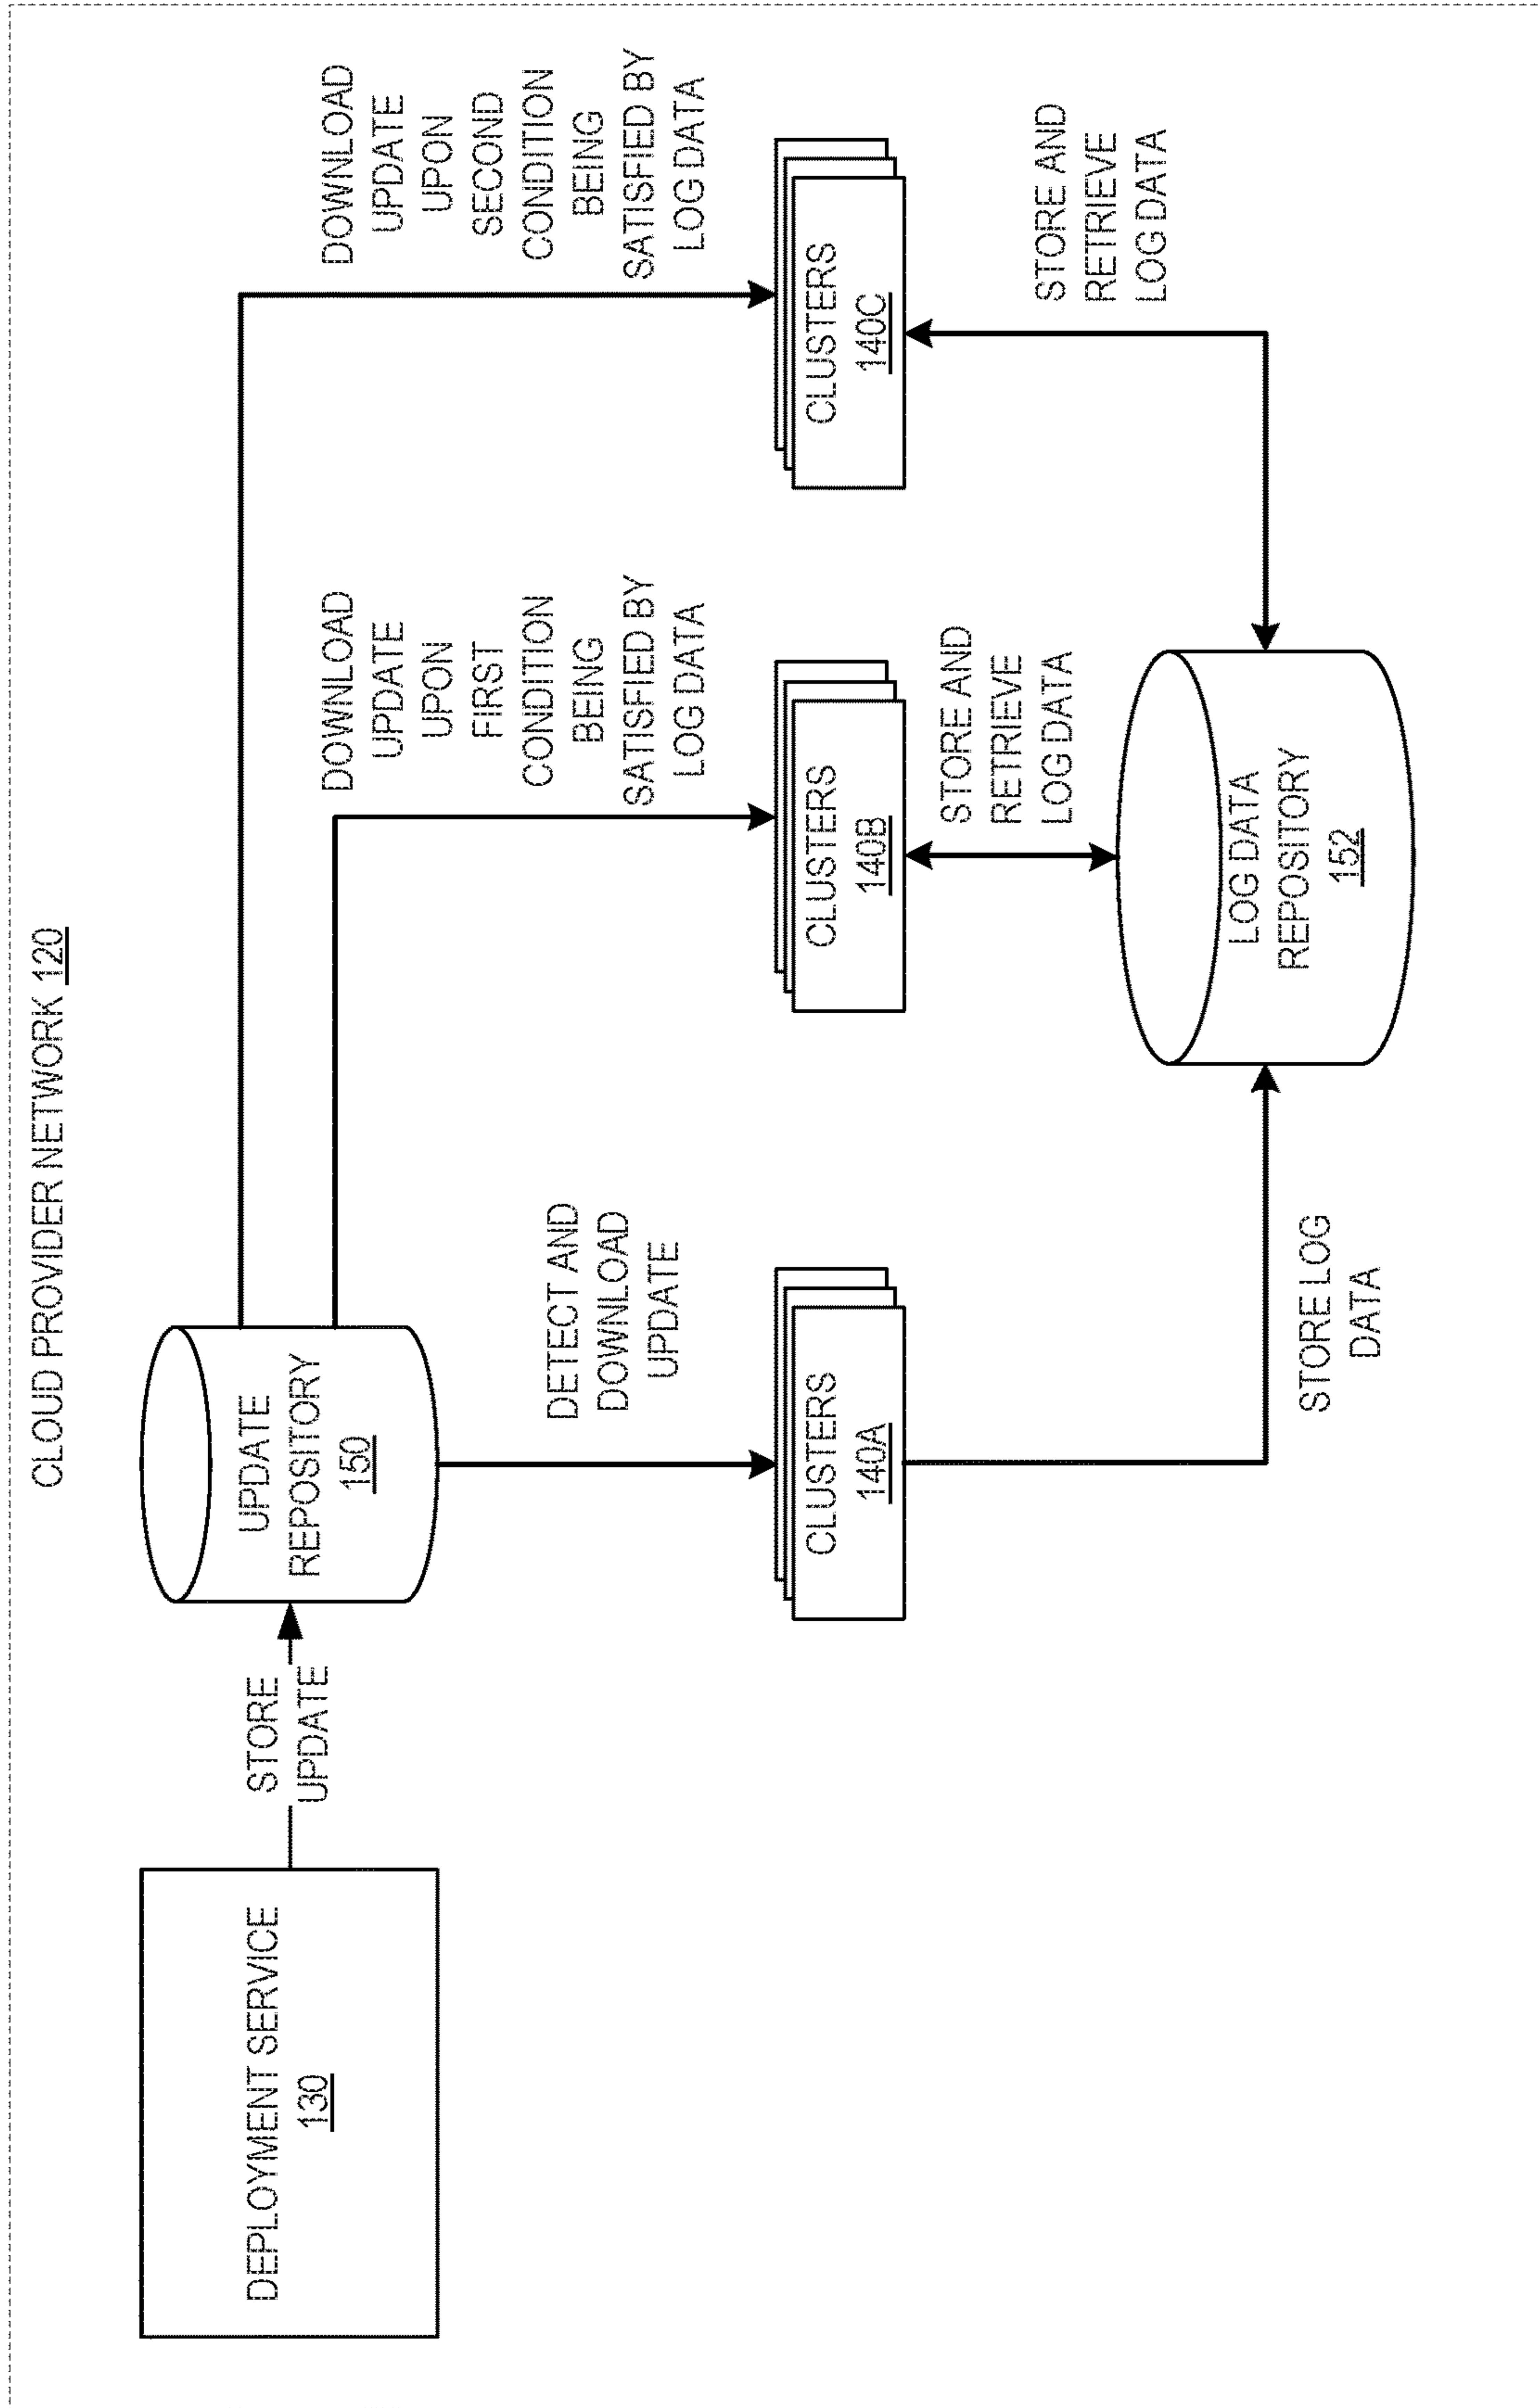 CLOUD PROVIDER NETWORK 120
DEPLOYMENT SERVICE
130
STORE
UPDATE
UPDATE
REPOSITORY
150
DETECT AND
DOWNLOAD
UPDATE
DOWNLOAD
UPDATE
UPON
FIRST
CONDITION
BEING
SATISFIED BY
LOG DATA
DOWNLOAD
UPDATE
UPON
SECOND
CONDITION
BEING
SATISFIED BY
LOG DATA
CLUSTERS
140A
CLUSTERS
140B
CLUSTERS
140C
STORE LOG
DATA
STORE AND
RETRIEVE
LOG DATA
STORE AND
RETRIEVE
LOG DATA
LOG DATA
REPOSITORY
152